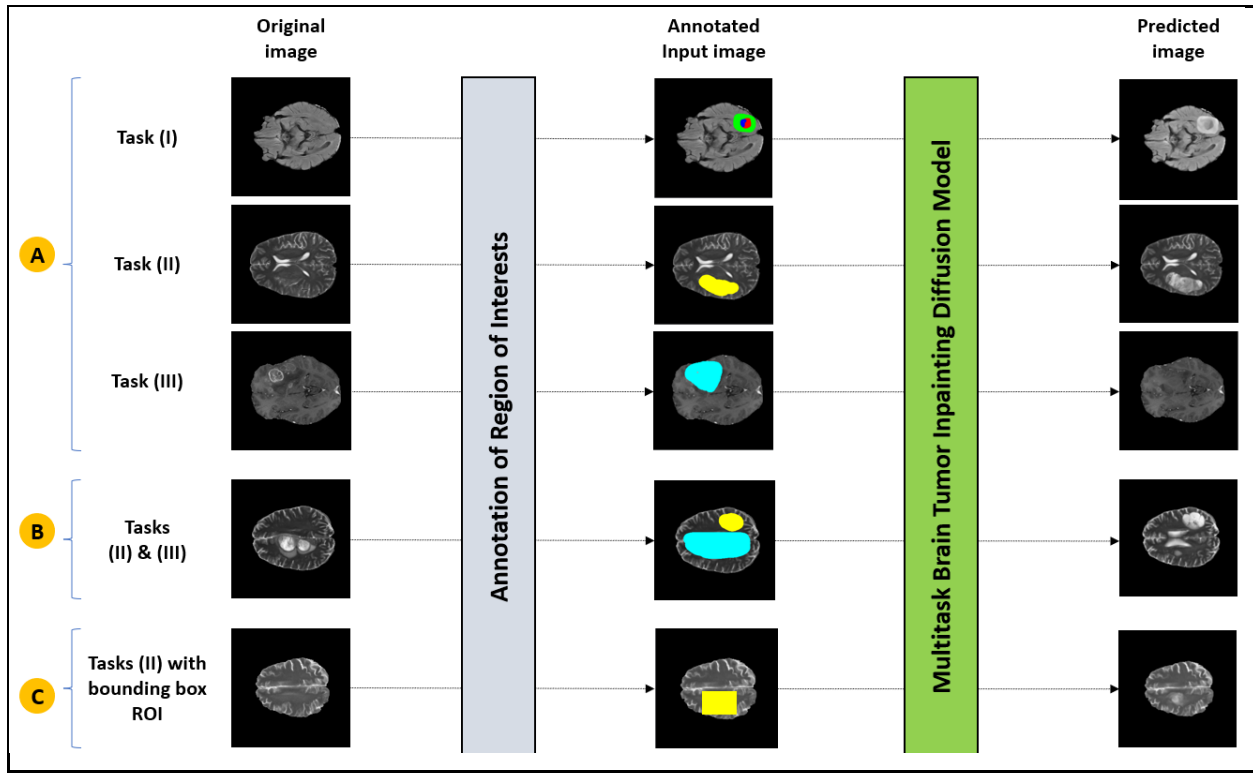 Original
image
Annotated
Input image
Predicted
image
A
Task (I)
Task (II)
Task (III)
B
Tasks
(II) & (III)
C
Tasks (II) with
bounding box
ROI
Annotation of Region of Interests
Multitask Brain Tumor Inpainting Diffusion Model